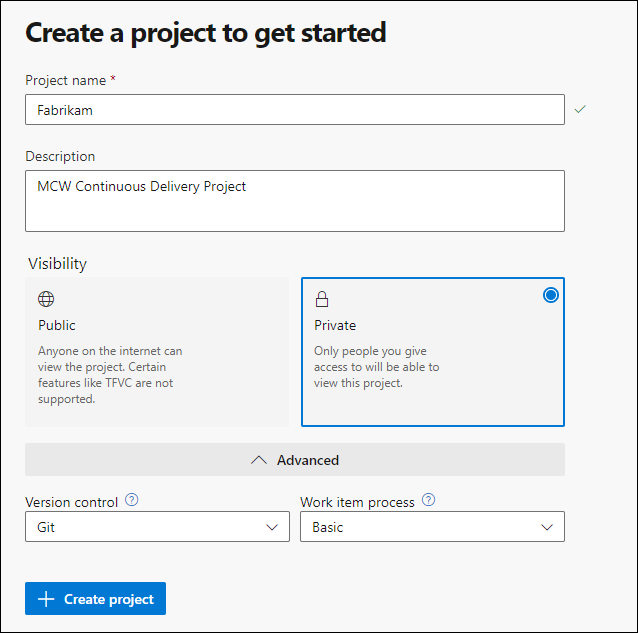 Create a project to get started
Project name *
Fabrikam
Description
MCW Continuous Delivery Project
Visibility
Public
Anyone on the internet can
view the project. Certain
features like TFVC are not
supported.
Private
Only people you give
access to will be able to
view this project.
Advanced
Version control ?
Git
Work item process ?
Basic
+ Create project